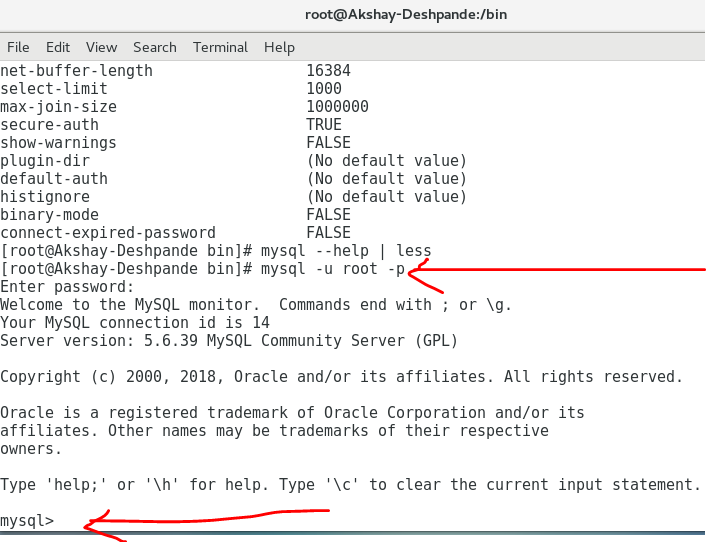 root@Akshay-Deshpande:/bin
File Edit View Search Terminal Help
net-buffer-length                 16384
select-limit                      1000
max-join-size                     1000000
secure-auth                       TRUE
show-warnings                     FALSE
plugin-dir                        (No default value)
default-auth                      (No default value)
histignore                        (No default value)
binary-mode                       FALSE
connect-expired-password          FALSE
[root@Akshay-Deshpande bin]# mysql --help | less
[root@Akshay-Deshpande bin]# mysql -u root -p
Enter password:
Welcome to the MySQL monitor.  Commands end with ; or \g.
Your MySQL connection id is 14
Server version: 5.6.39 MySQL Community Server (GPL)

Copyright (c) 2000, 2018, Oracle and/or its affiliates. All rights reserved.

Oracle is a registered trademark of Oracle Corporation and/or its
affiliates. Other names may be trademarks of their respective
owners.

Type 'help;' or '\h' for help. Type '\c' to clear the current input statement.

mysql>